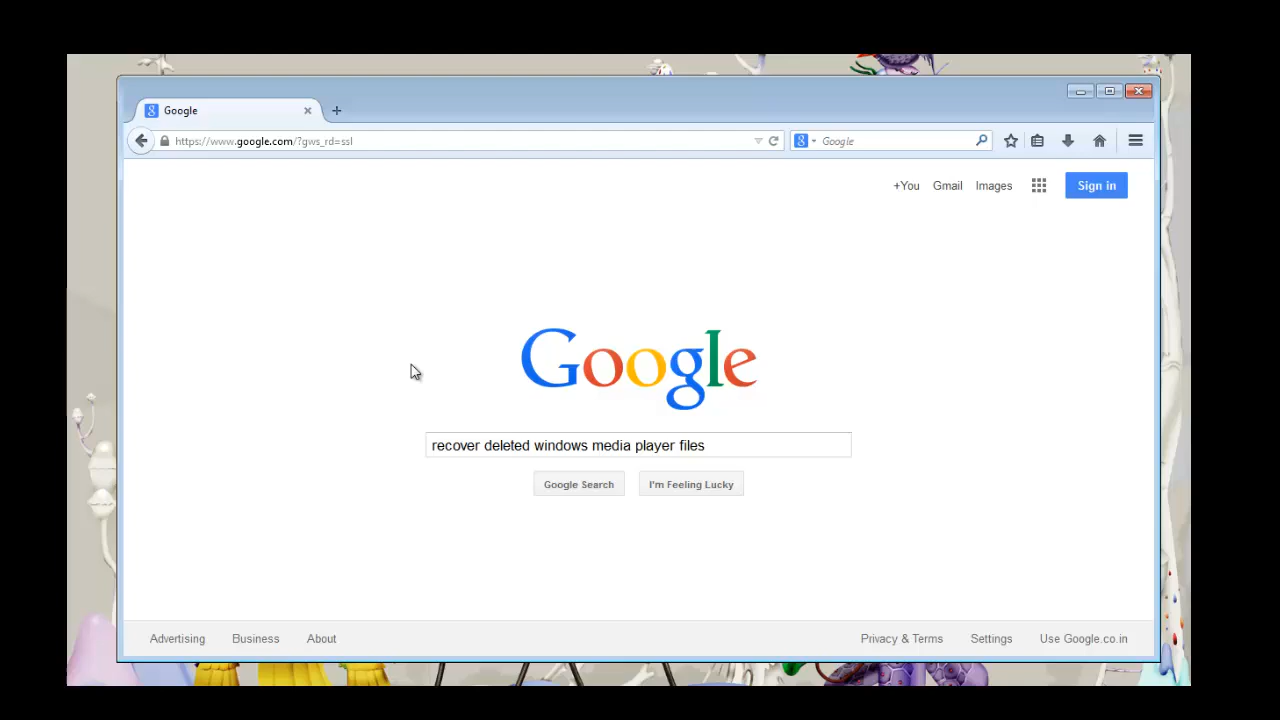 Google
https://www.google.com/?gws_rd=ssl
Google
+You Gmail Images Sign in
Google
recover deleted windows media player files
Google Search I'm Feeling Lucky
Advertising Business About Privacy & Terms Settings Use Google.co.in